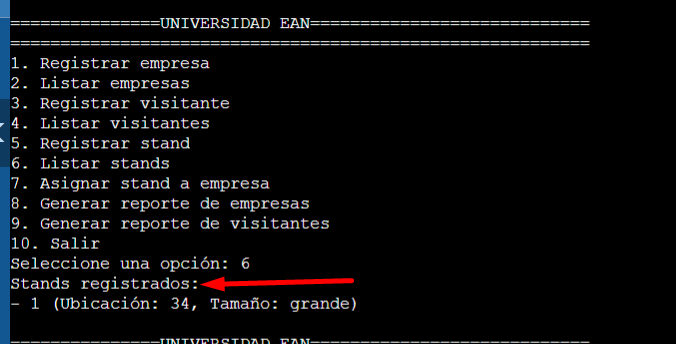 ===============UNIVERSIDAD EAN============================
==========================================================
1. Registrar empresa
2. Listar empresas
3. Registrar visitante
4. Listar visitantes
5. Registrar stand
6. Listar stands
7. Asignar stand a empresa
8. Generar reporte de empresas
9. Generar reporte de visitantes
10. Salir
Seleccione una opción: 6
Stands registrados:
- 1 (Ubicación: 34, Tamaño: grande)
===============UNIVERSIDAD EAN============================